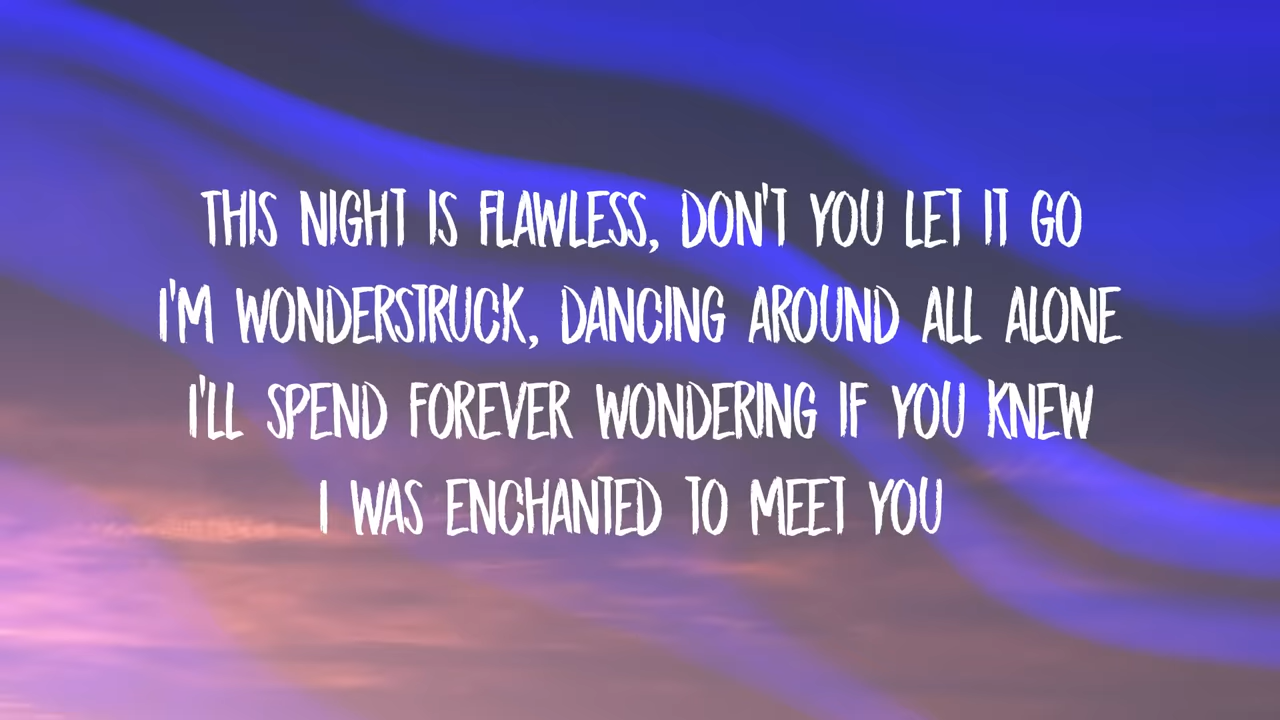 THIS NIGHT IS FLAWLESS, DON'T YOU LET IT GO
I'M WONDERSTRUCK, DANCING AROUND ALL ALONE
I'LL SPEND FOREVER WONDERING IF YOU KNEW
I WAS ENCHANTED TO MEET YOU